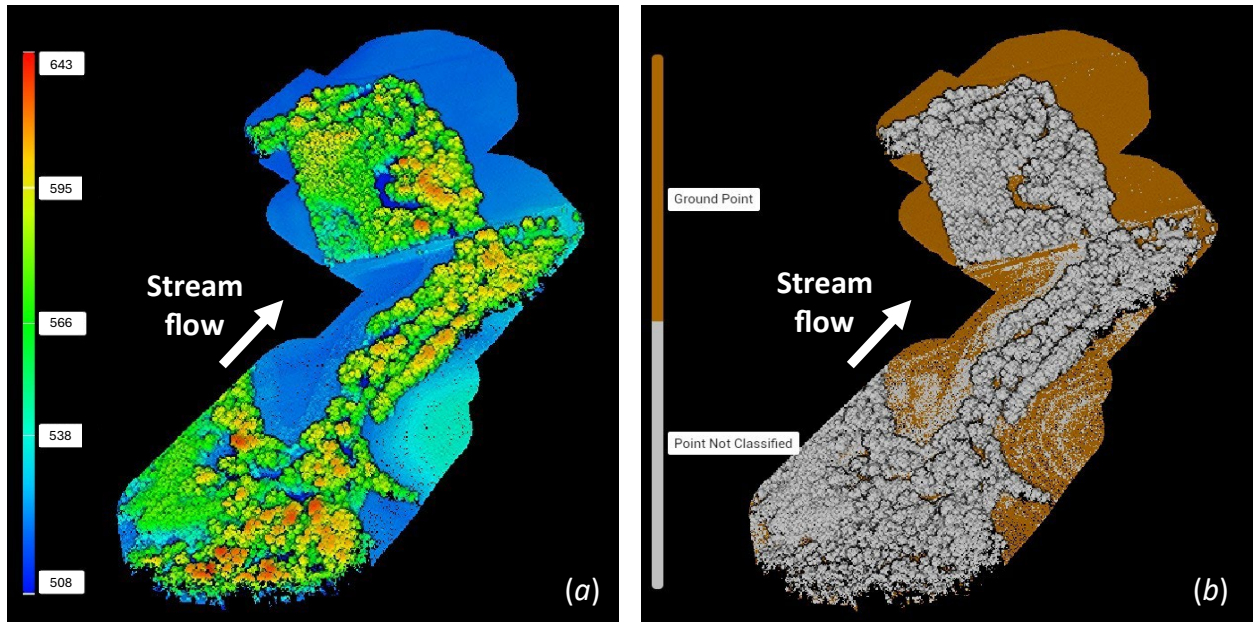 643
595
566
538
508
Stream
flow
(a)
Ground Point
Point Not Classified
Stream
flow
(b)